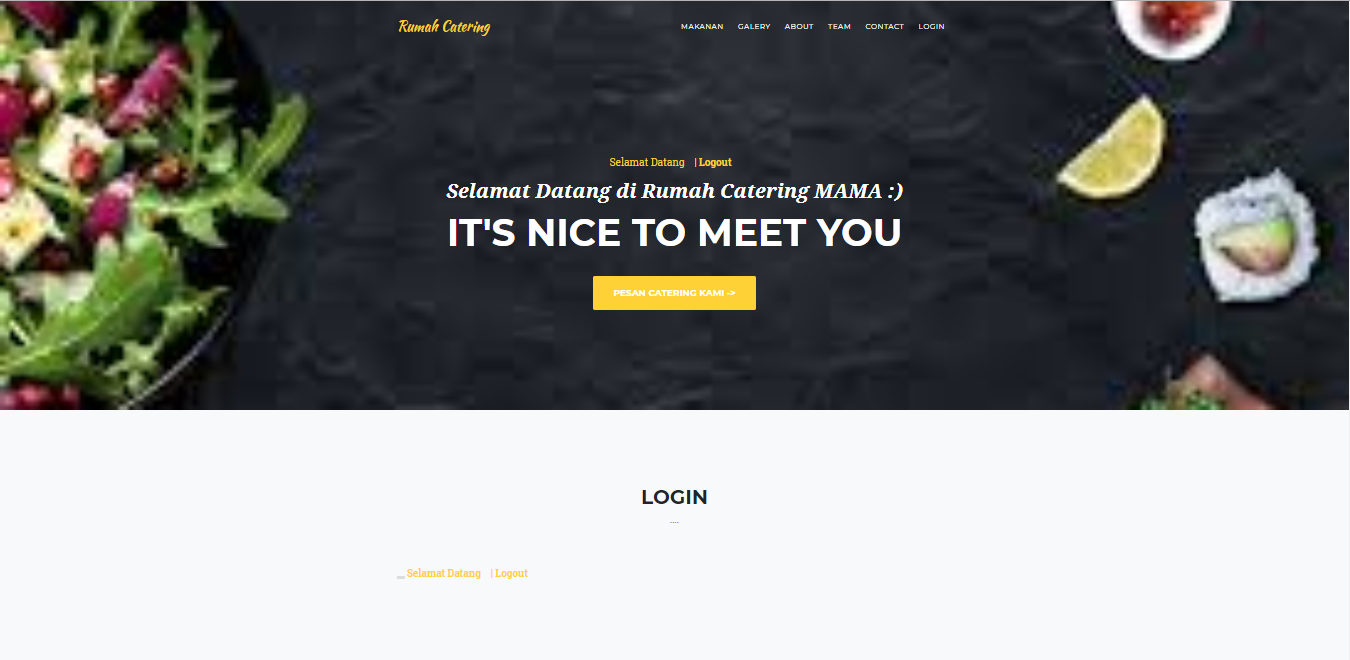 Rumah Catering
MAKANAN GALERY ABOUT TEAM CONTACT LOGIN
Selamat Datang | Logout
Selamat Datang di Rumah Catering MAMA :)
IT'S NICE TO MEET YOU
PESAN CATERING KAMI ->
LOGIN
....
Selamat Datang | Logout